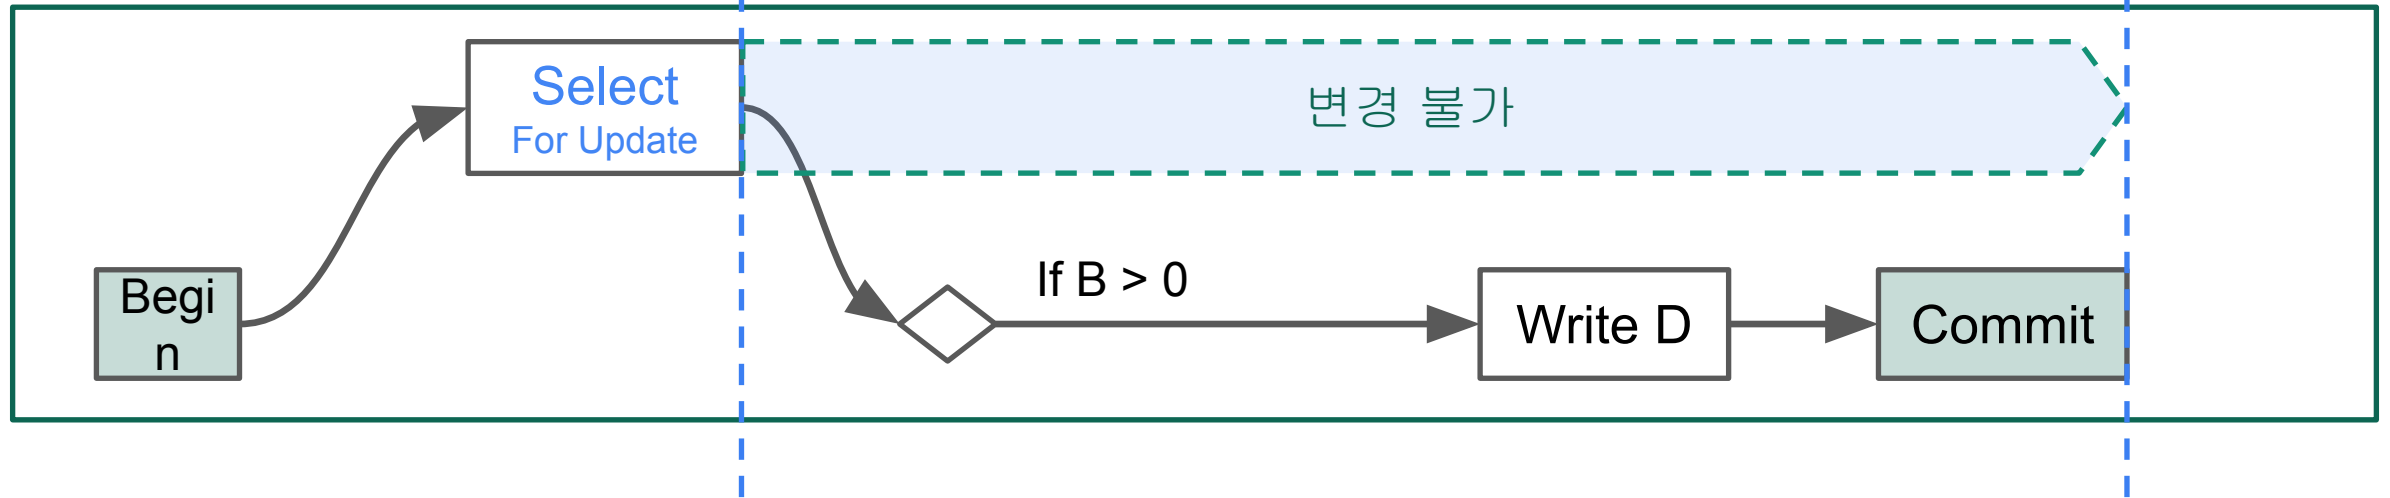 Select
For Update
변경 불가
Begi
n
If B > 0
Write D
Commit